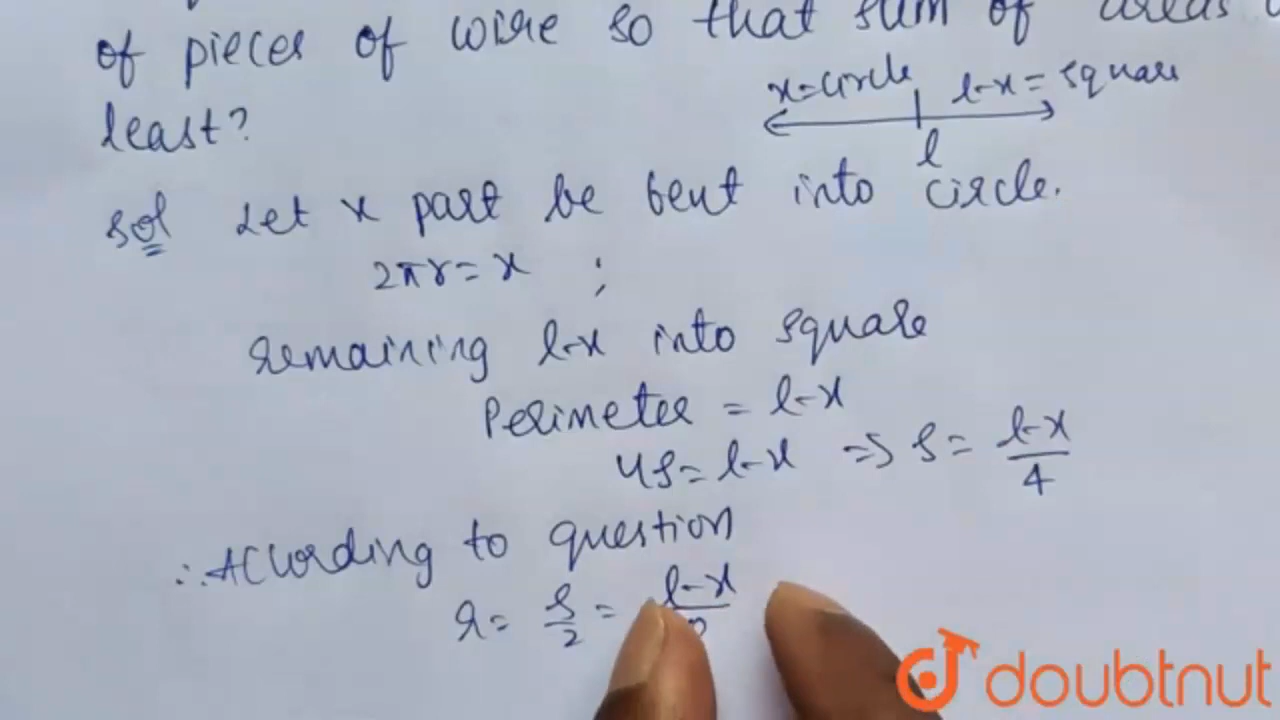 of pieces of wire so that sum of areas
least?
x=circle l-x = square
l
Sol Let x part be bent into circle.
2πr = x ;
Remaining l-x into square
Perimeter = l-x
4S = l-x => S = l-x/4
∴ According to question
r = S/2 = l-x
doubtnut